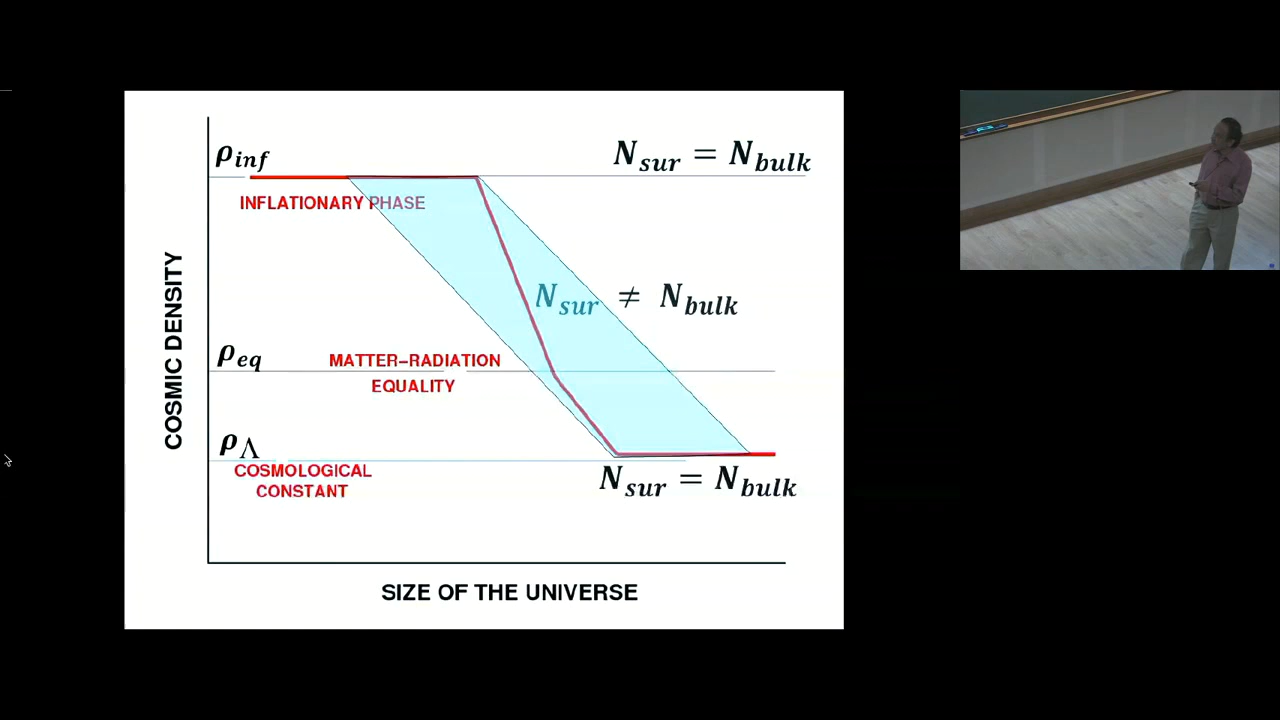 ρ_inf
N_sur = N_bulk
INFLATIONARY PHASE
N_sur ≠ N_bulk
ρ_eq
MATTER–RADIATION
EQUALITY
ρ_Λ
COSMOLOGICAL
CONSTANT
N_sur = N_bulk
COSMIC DENSITY
SIZE OF THE UNIVERSE